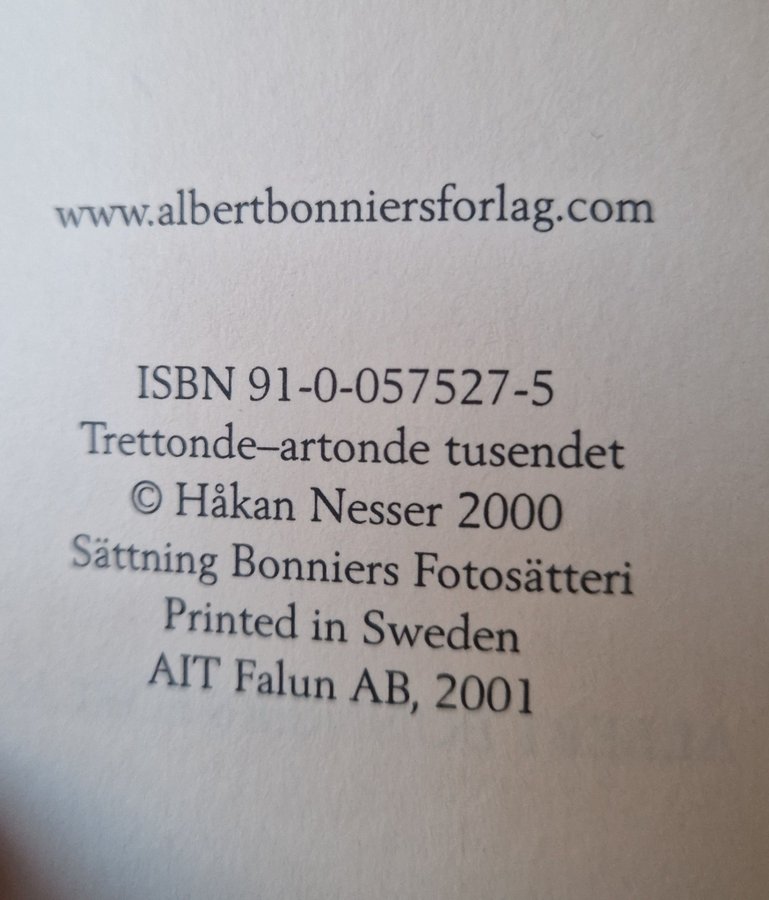 www.albertbonniersforlag.com
ISBN 91-0-057527-5
Trettonde–artonde tusendet
© Håkan Nesser 2000
Sättning Bonniers Fotosätteri
Printed in Sweden
AIT Falun AB, 2001